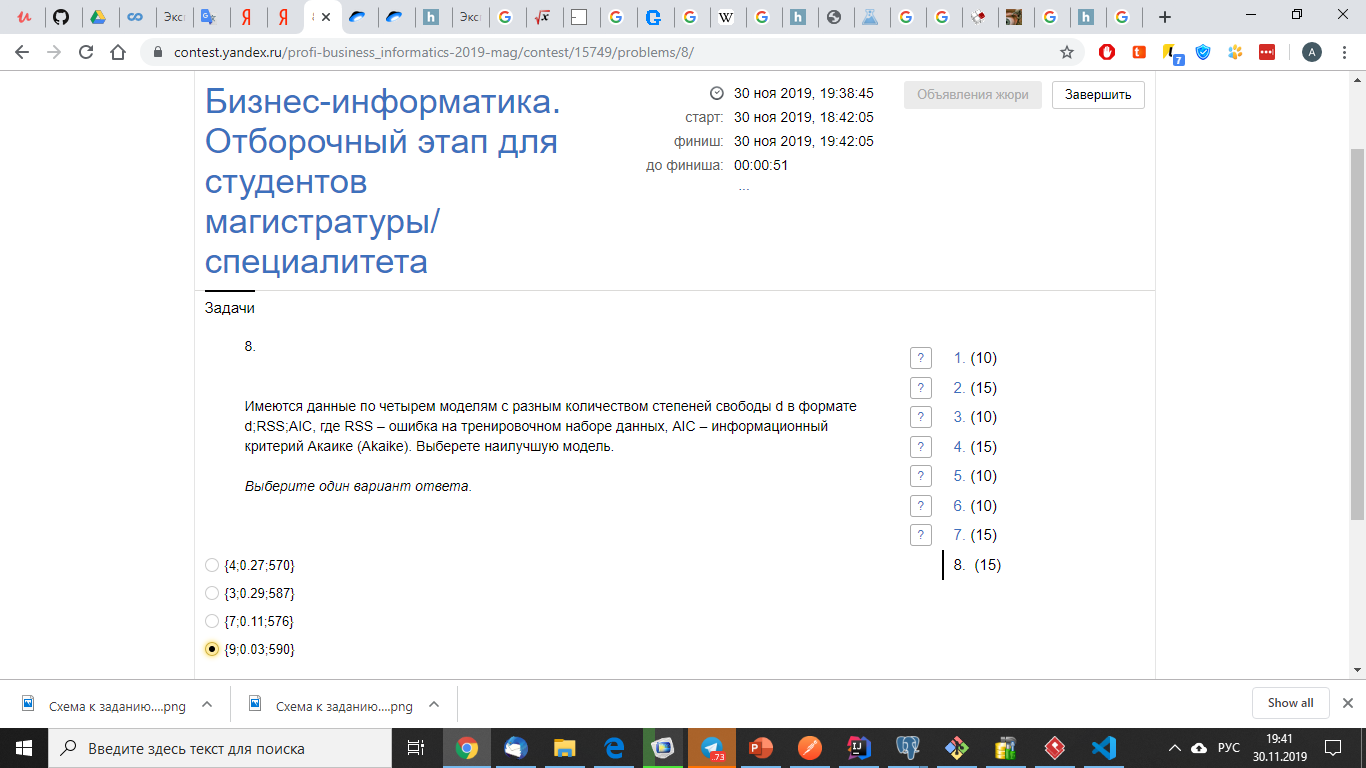 Экс
Экс
contest.yandex.ru/profi-business_informatics-2019-mag/contest/15749/problems/8/
7
A
Бизнес-информатика.
Отборочный этап для
студентов
магистратуры/
специалитета
30 ноя 2019, 19:38:45
старт: 30 ноя 2019, 18:42:05
финиш: 30 ноя 2019, 19:42:05
до финиша: 00:00:51
...
Объявления жюри
Завершить
Задачи
8.
Имеются данные по четырем моделям с разным количеством степеней свободы d в формате
d;RSS;AIC, где RSS – ошибка на тренировочном наборе данных, AIC – информационный
критерий Акаике (Akaike). Выберете наилучшую модель.
Выберите один вариант ответа.
{4;0.27;570}
{3;0.29;587}
{7;0.11;576}
{9;0.03;590}
? 1. (10)
? 2. (15)
? 3. (10)
? 4. (15)
? 5. (10)
? 6. (10)
? 7. (15)
8. (15)
Схема к заданию....png
Схема к заданию....png
Show all
Введите здесь текст для поиска
73
РУС
19:41
30.11.2019